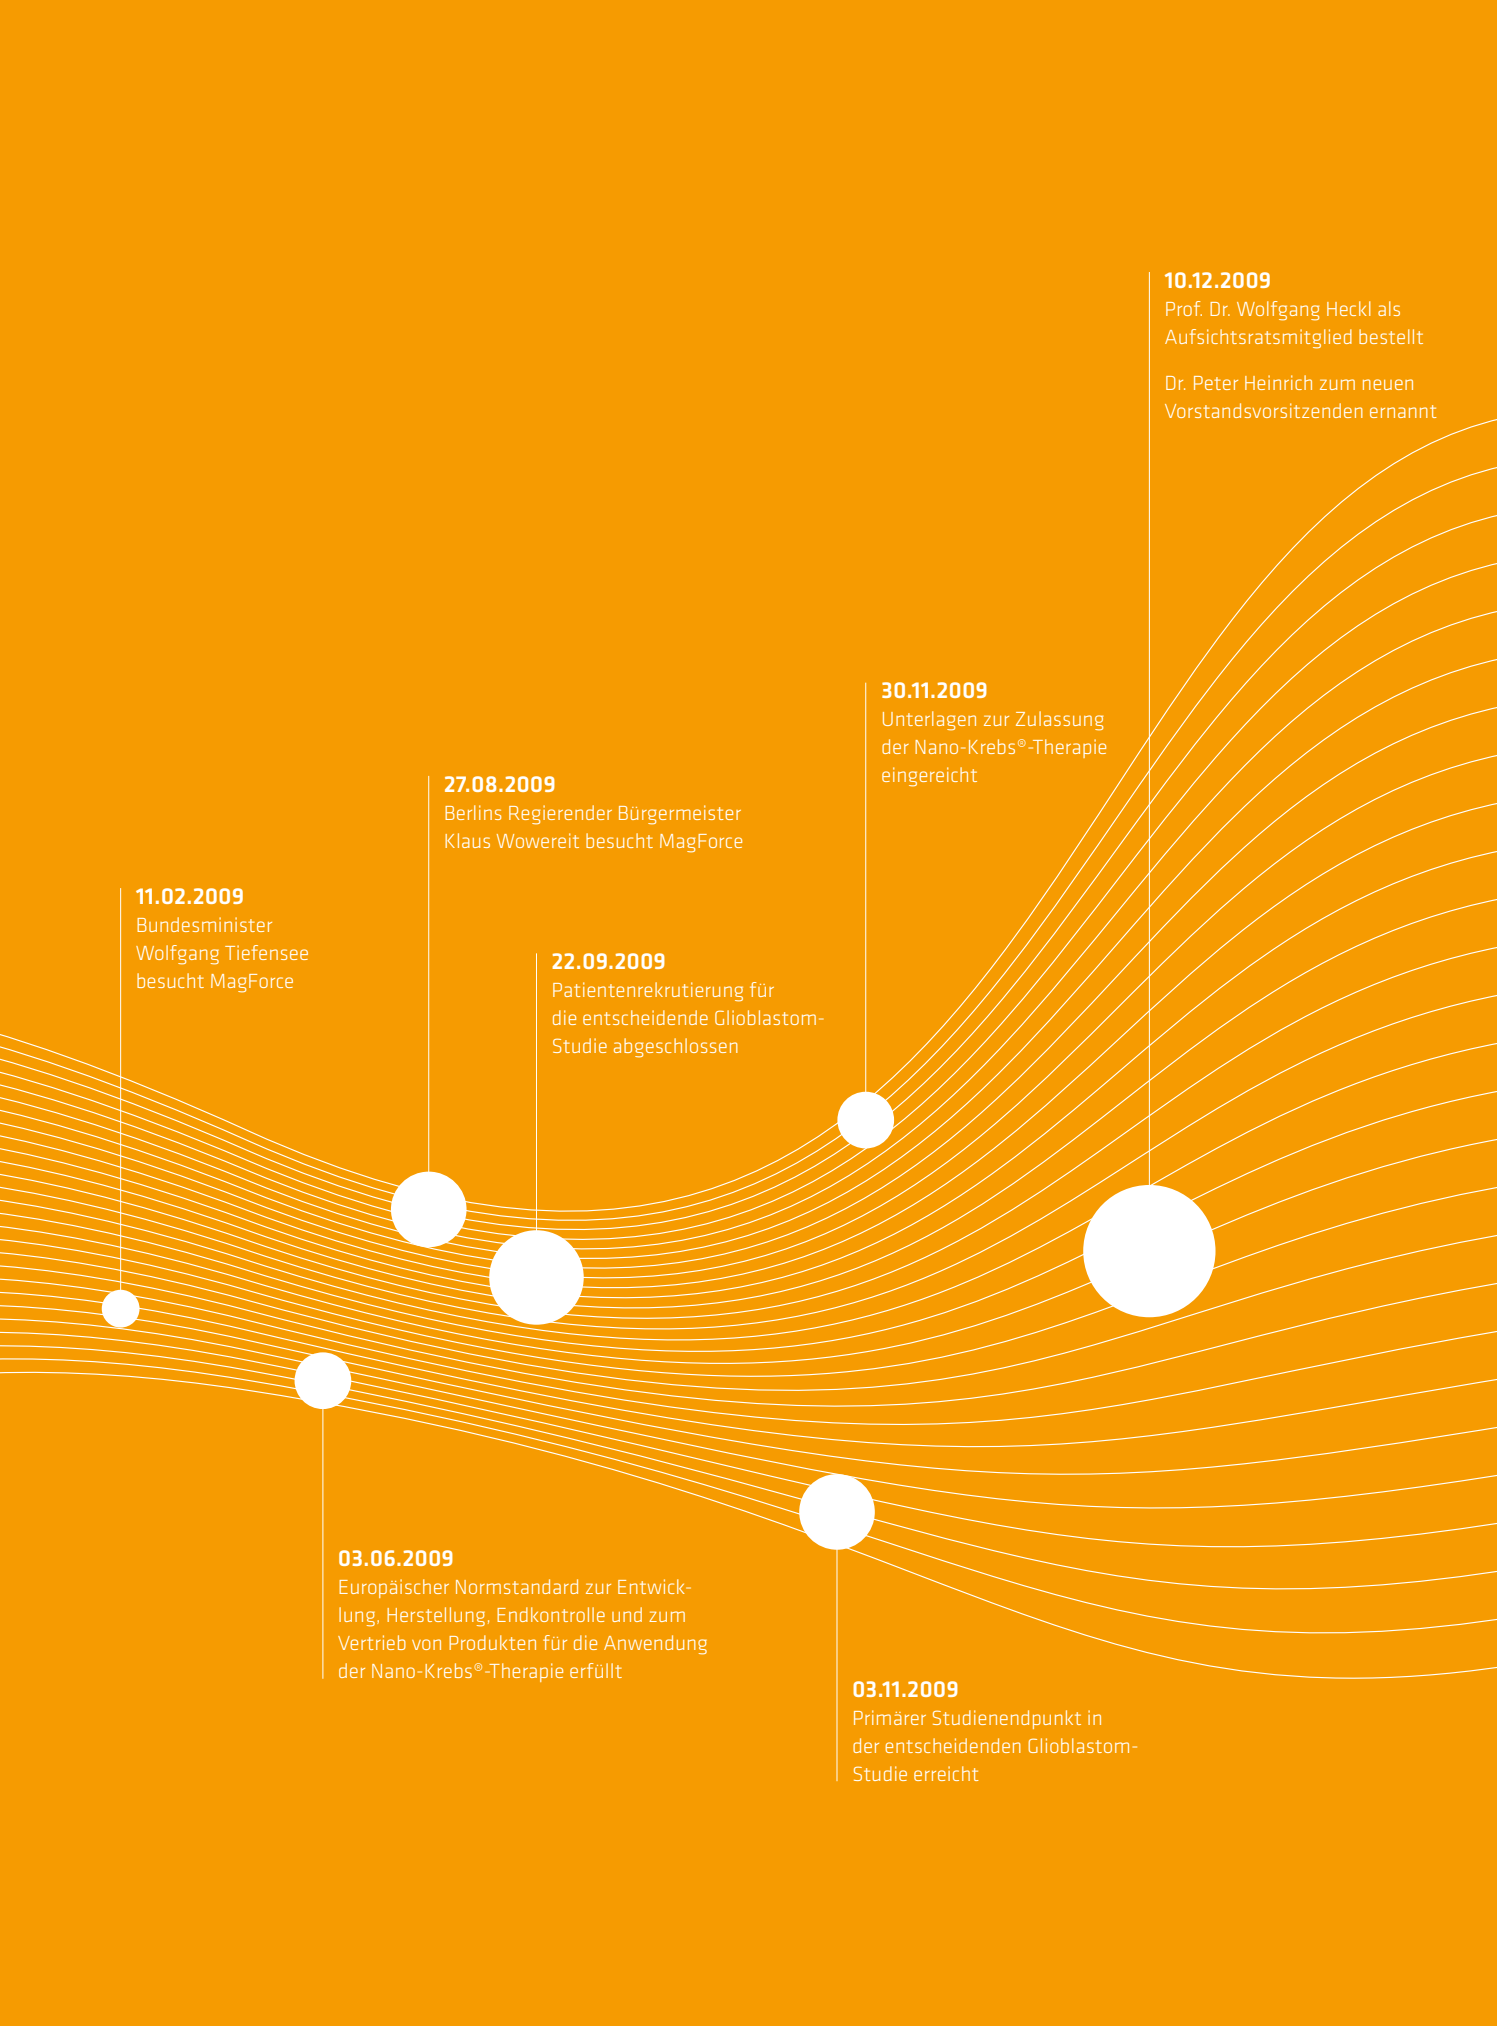 10.12.2009
Prof. Dr. Wolfgang Heckl als
Aufsichtsratsmitglied bestellt
Dr. Peter Heinrich zum neuen
Vorstandsvorsitzenden ernannt
30.11.2009
Unterlagen zur Zulassung
der Nano-Krebs®-Therapie
eingereicht
27.08.2009
Berlins Regierender Bürgermeister
Klaus Wowereit besucht MagForce
11.02.2009
Bundesminister
Wolfgang Tiefensee
besucht MagForce
22.09.2009
Patientenrekrutierung für
die entscheidende Glioblastom-
Studie abgeschlossen
03.06.2009
Europäischer Normstandard zur Entwick-
lung, Herstellung, Endkontrolle und zum
Vertrieb von Produkten für die Anwendung
der Nano-Krebs®-Therapie erfüllt
03.11.2009
Primärer Studienendpunkt in
der entscheidenden Glioblastom-
Studie erreicht